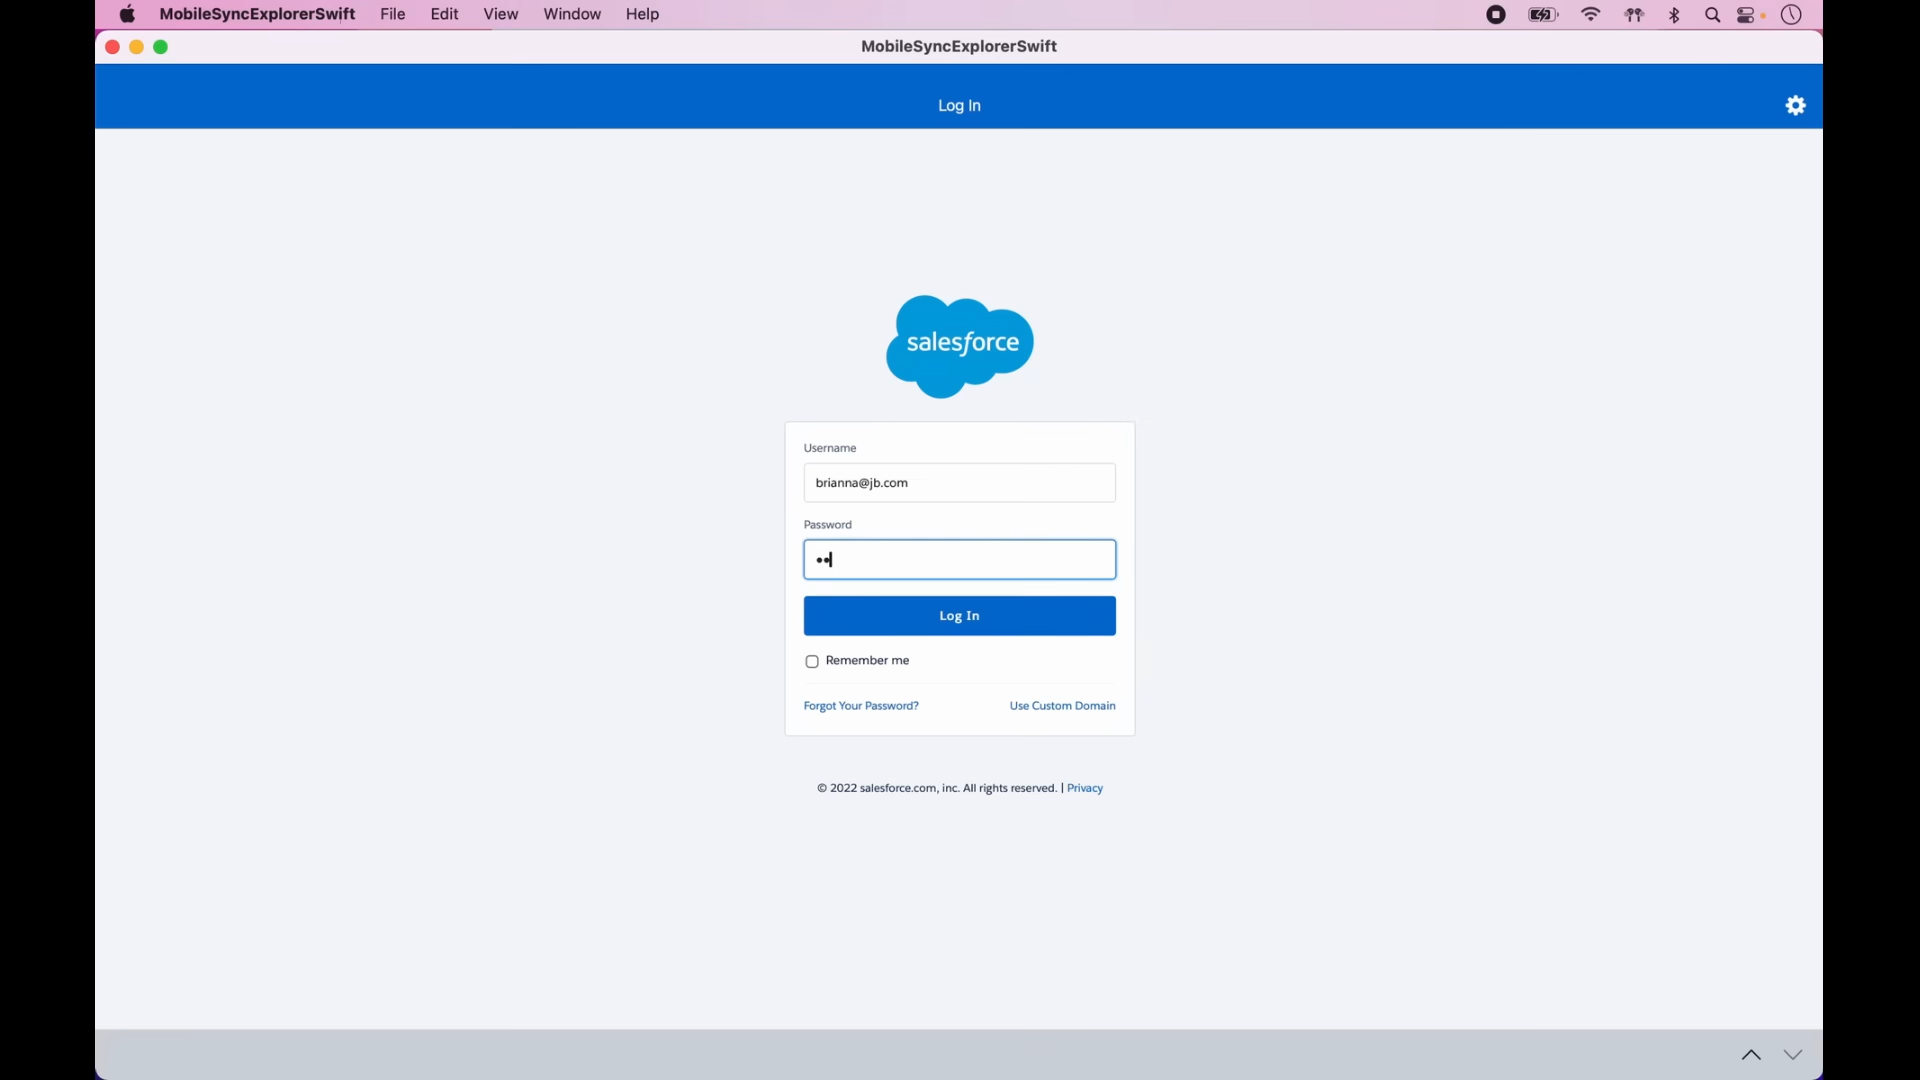 MobileSyncExplorerSwift File Edit View Window Help
MobileSyncExplorerSwift
Log In
salesforce
Username
brianna@jb.com
Password
••
Log In
Remember me
Forgot Your Password? Use Custom Domain
© 2022 salesforce.com, inc. All rights reserved. | Privacy